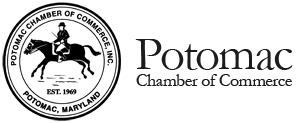 POTOMAC CHAMBER OF COMMERCE, INC.
EST. 1969
POTOMAC, MARYLAND
Potomac
Chamber of Commerce